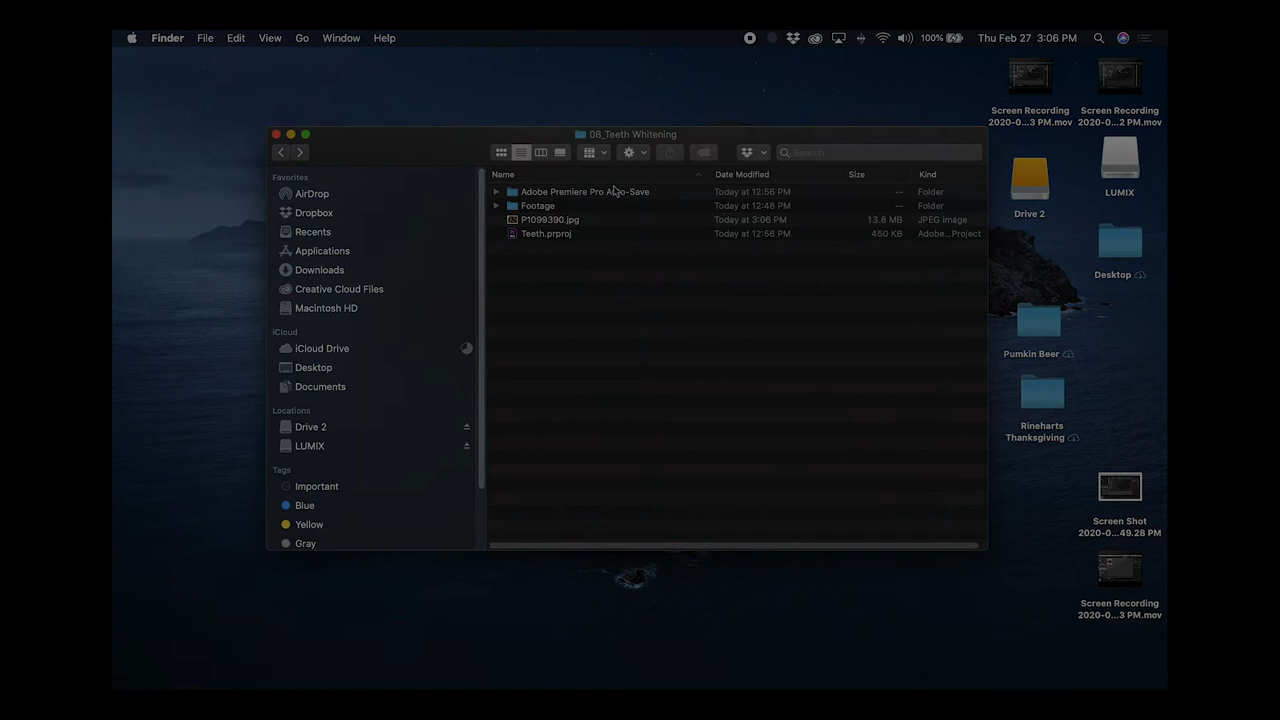 Finder File Edit View Go Window Help 100% Thu Feb 27 3:06 PM
08_Teeth Whitening
Search
Name Date Modified Size Kind
Adobe Premiere Pro Auto-Save Today at 12:56 PM -- Folder
Footage Today at 12:48 PM -- Folder
P1099390.jpg Today at 3:06 PM 13.8 MB JPEG image
Teeth.prproj Today at 12:56 PM 450 KB Adobe...Project
Favorites
AirDrop
Dropbox
Recents
Applications
Downloads
Creative Cloud Files
Macintosh HD
iCloud
iCloud Drive
Desktop
Documents
Locations
Drive 2
LUMIX
Tags
Important
Blue
Yellow
Gray
Screen Recording
2020-0...3 PM.mov
Screen Recording
2020-0...2 PM.mov
Drive 2
LUMIX
Desktop
Pumkin Beer
Rineharts
Thanksgiving
Screen Shot
2020-0...49.28 PM
Screen Recording
2020-0...3 PM.mov